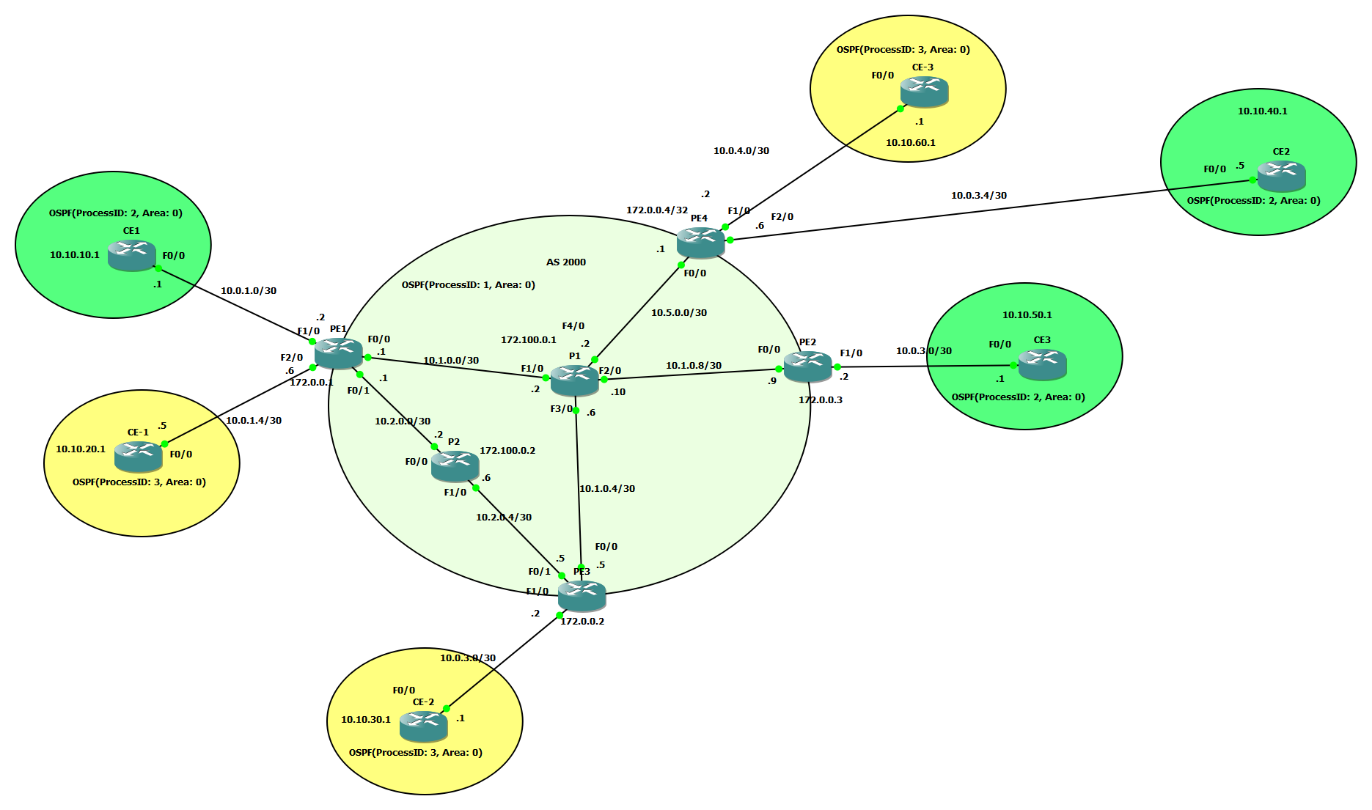 .2
OSPF(ProcessID: 3, Area: 0)
CE-3
F0/0
.1
10.10.60.1
10.0.4.0/30
10.10.40.1
CE2
F0/0
.5
OSPF(ProcessID: 2, Area: 0)
10.0.3.4/30
.2
172.0.0.4/32
F1/0
F2/0
PE4
.6
.1
F0/0
OSPF(ProcessID: 2, Area: 0)
CE1
10.10.10.1
F0/0
.1
10.0.1.0/30
AS 2000
OSPF(ProcessID: 1, Area: 0)
10.5.0.0/30
.2
F1/0
PE1
F0/0
.1
F2/0
.6
172.0.0.1
.1
F0/1
10.1.0.0/30
F4/0
.2
172.100.0.1
P1
F1/0
F2/0
.2
.10
F3/0
.6
10.1.0.8/30
PE2
F0/0
F1/0
.9
.2
172.0.0.3
10.0.3.0/30
10.10.50.1
F0/0
CE3
.1
OSPF(ProcessID: 2, Area: 0)
10.0.1.4/30
.5
CE-1
10.10.20.1
F0/0
OSPF(ProcessID: 3, Area: 0)
10.2.0.0/30
.2
P2
172.100.0.2
F0/0
.6
F1/0
10.1.0.4/30
10.2.0.4/30
F0/0
.5
.5
F0/1
PE3
F1/0
.2
172.0.0.2
10.0.3.0/30
F0/0
CE-2
10.10.30.1
.1
OSPF(ProcessID: 3, Area: 0)